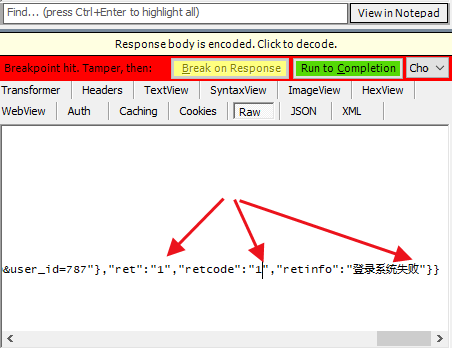 Find... (press Ctrl+Enter to highlight all)
View in Notepad
Response body is encoded. Click to decode.
Breakpoint hit. Tamper, then:
Break on Response
Run to Completion
Cho
Transformer Headers TextView SyntaxView ImageView HexView
WebView Auth Caching Cookies Raw JSON XML
&user_id=787"},"ret":"1","retcode":"1","retinfo":"登录系统失败"}}